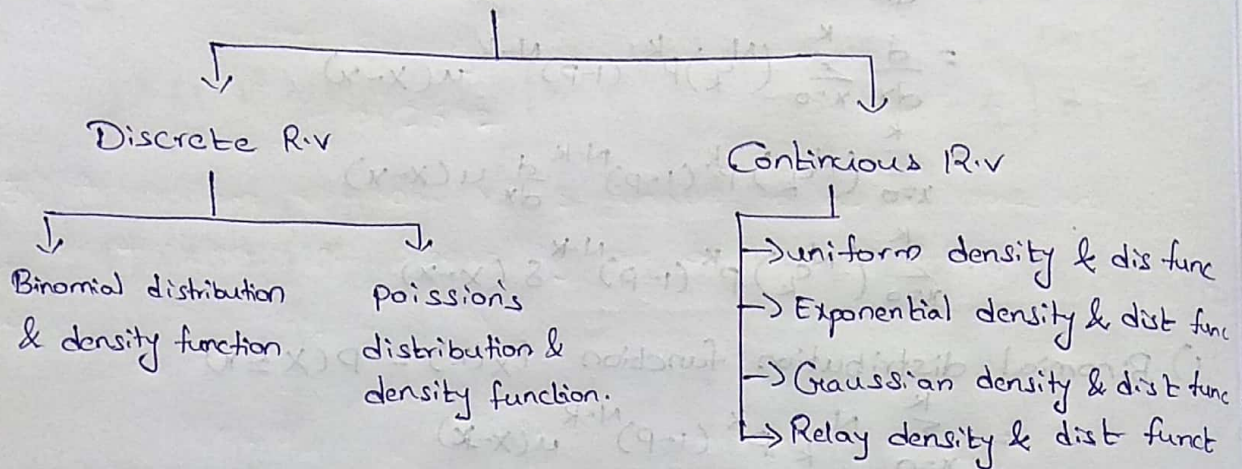 Discrete R.v
Continious R.v
Binomial distribution
& density function
poission's
distribution &
density function.
→ uniform density & dis func
→ Exponential density & dist func
→ Graussian density & dist func
→ Relay density & dist funct